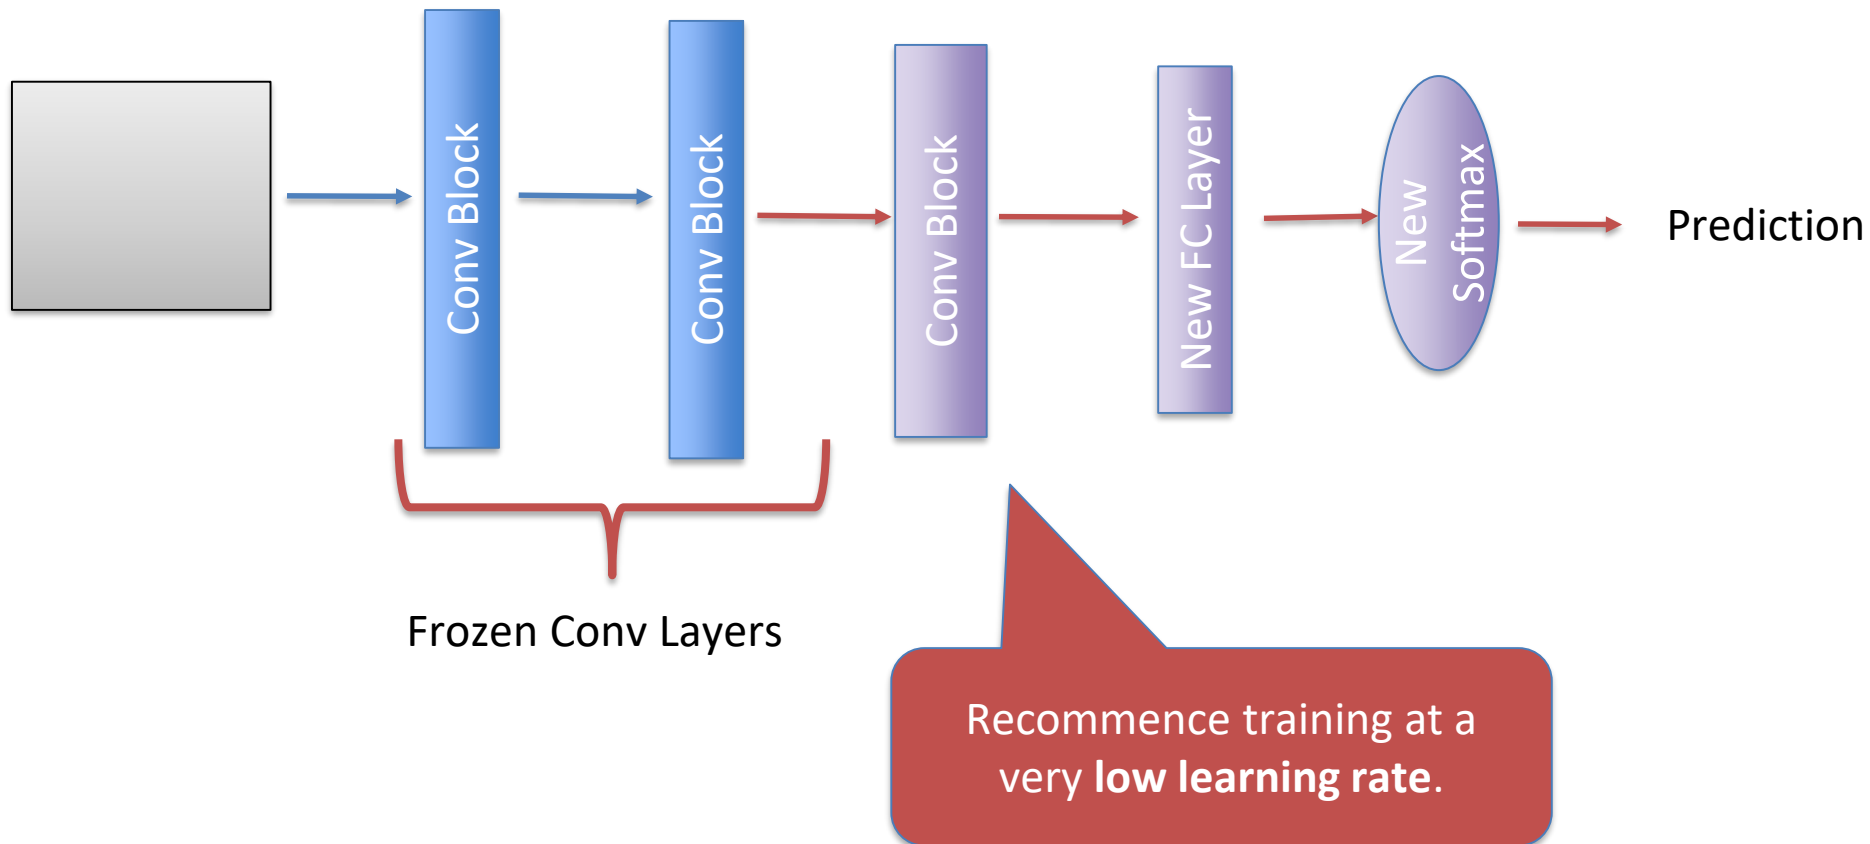 Conv Block
Conv Block
Conv Block
New FC Layer
New
Softmax
Prediction
Frozen Conv Layers
Recommence training at a
very low learning rate.